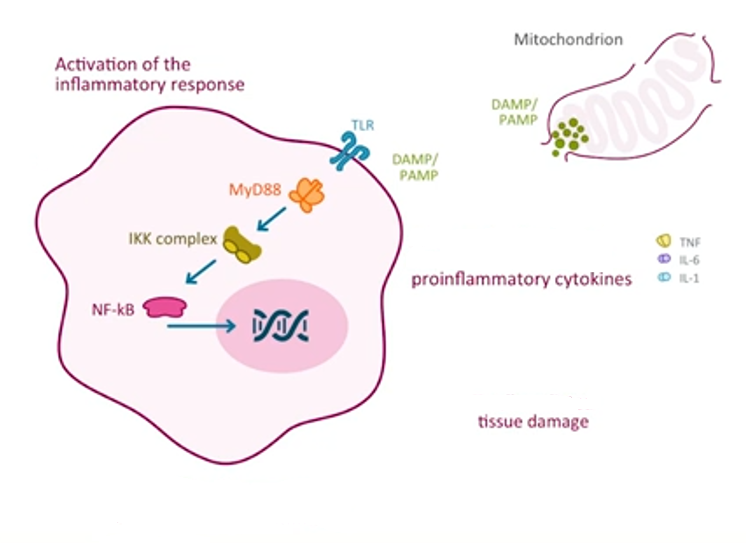 Mitochondrion
Activation of the
inflammatory response
DAMP/
PAMP
TLR
DAMP/
PAMP
MyD88
IKK complex
TNF
IL-6
IL-1
proinflammatory cytokines
NF-kB
tissue damage